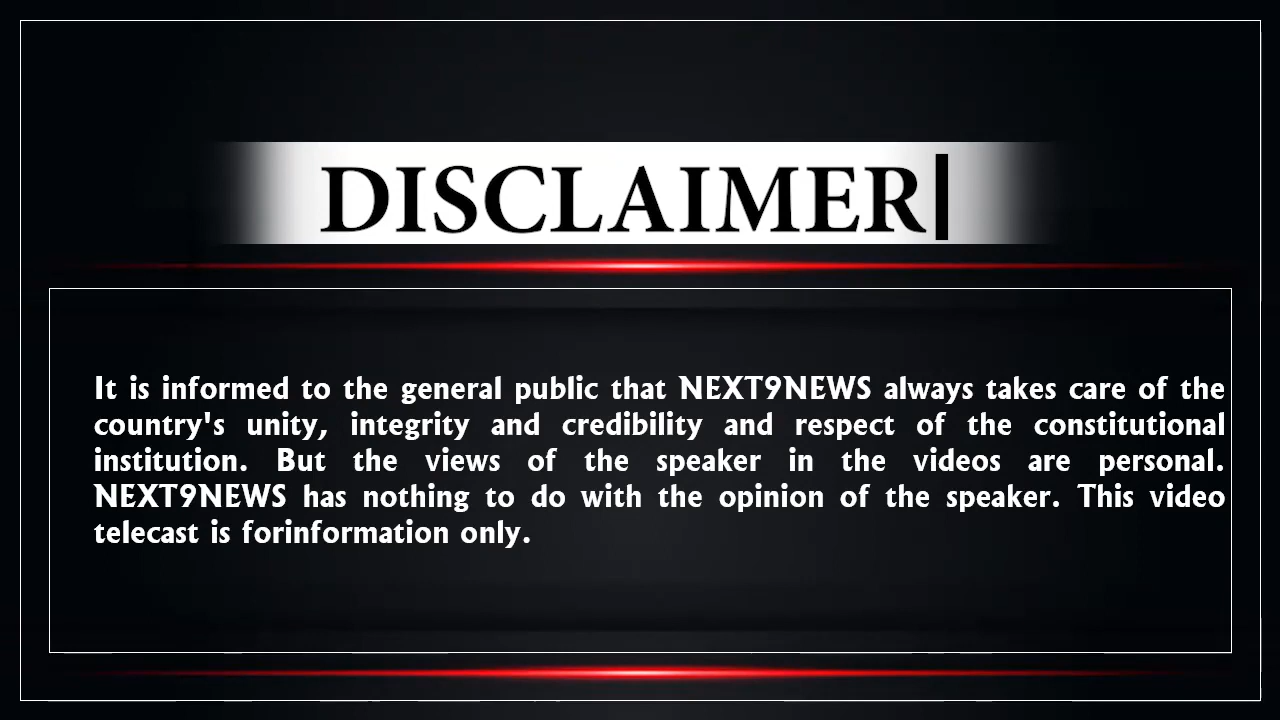 DISCLAIMER
It is informed to the general public that NEXT9NEWS always takes care of the
country's unity, integrity and credibility and respect of the constitutional
institution. But the views of the speaker in the videos are personal.
NEXT9NEWS has nothing to do with the opinion of the speaker. This video
telecast is forinformation only.